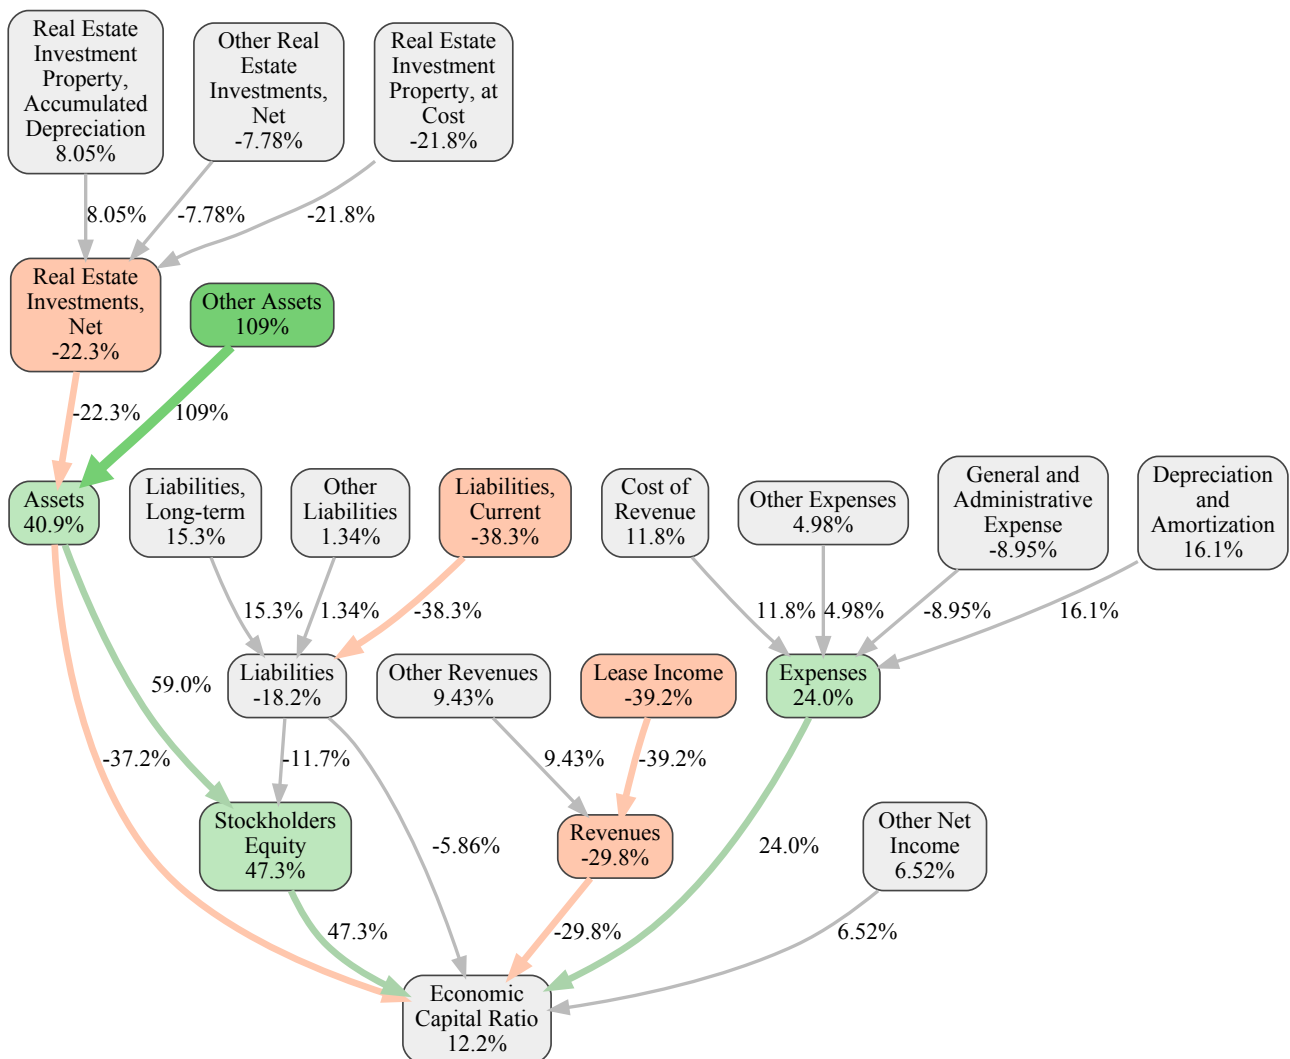 Real Estate
Investment
Property,
Accumulated
Depreciation
8.05%
Other Real
Estate
Investments,
Net
-7.78%
Real Estate
Investment
Property, at
Cost
-21.8%
8.05%
-7.78%
-21.8%
Real Estate
Investments,
Net
-22.3%
Other Assets
109%
-22.3%
109%
Assets
40.9%
Liabilities,
Long-term
15.3%
Other
Liabilities
1.34%
Liabilities,
Current
-38.3%
Cost of
Revenue
11.8%
Other Expenses
4.98%
General and
Administrative
Expense
-8.95%
Depreciation
and
Amortization
16.1%
15.3%
1.34%
-38.3%
11.8%
4.98%
-8.95%
16.1%
59.0%
Liabilities
-18.2%
Other Revenues
9.43%
Lease Income
-39.2%
Expenses
24.0%
-37.2%
-11.7%
9.43%
-39.2%
Stockholders
Equity
47.3%
-5.86%
Revenues
-29.8%
24.0%
Other Net
Income
6.52%
47.3%
-29.8%
6.52%
Economic
Capital Ratio
12.2%